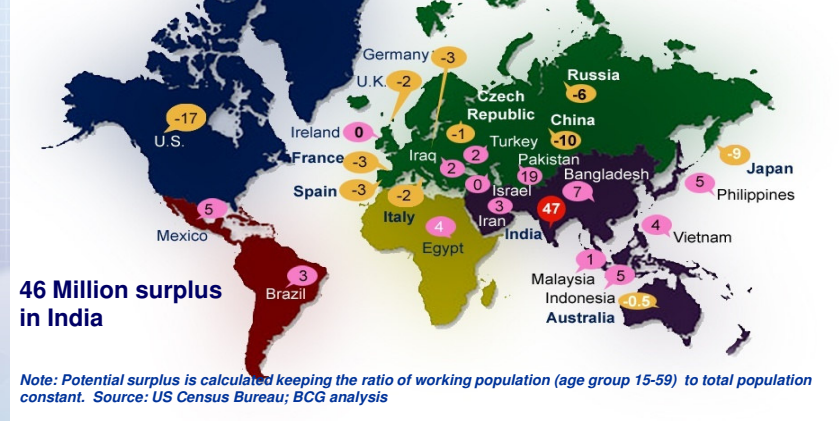 Germany
-3
U.K.
-2
Russia
-6
Czech
Republic
-1
China
-10
-17
U.S.
Ireland
0
Turkey
2
France
-3
Iraq
2
Pakistan
19
-9
Japan
Bangladesh
7
Spain
-3
0
Israel
5
Philippines
-2
Italy
3
Iran
47
India
5
Mexico
4
Egypt
4
Vietnam
1
Malaysia
3
Brazil
5
Indonesia
-0.5
Australia
46 Million surplus
in India
Note: Potential surplus is calculated keeping the ratio of working population (age group 15-59) to total population
constant. Source: US Census Bureau; BCG analysis